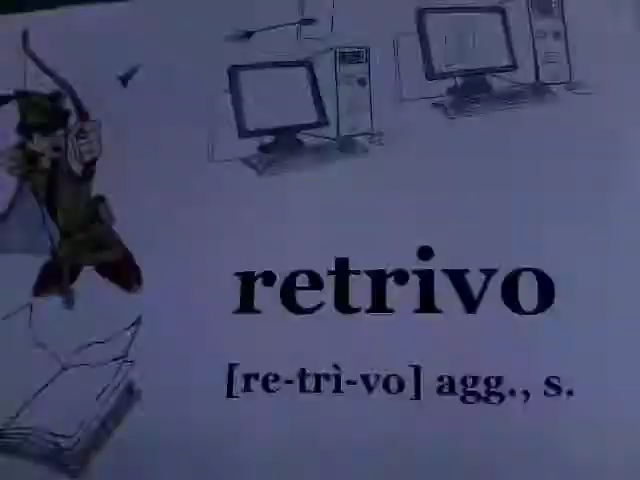 retrivo
[re-trì-vo] agg., s.